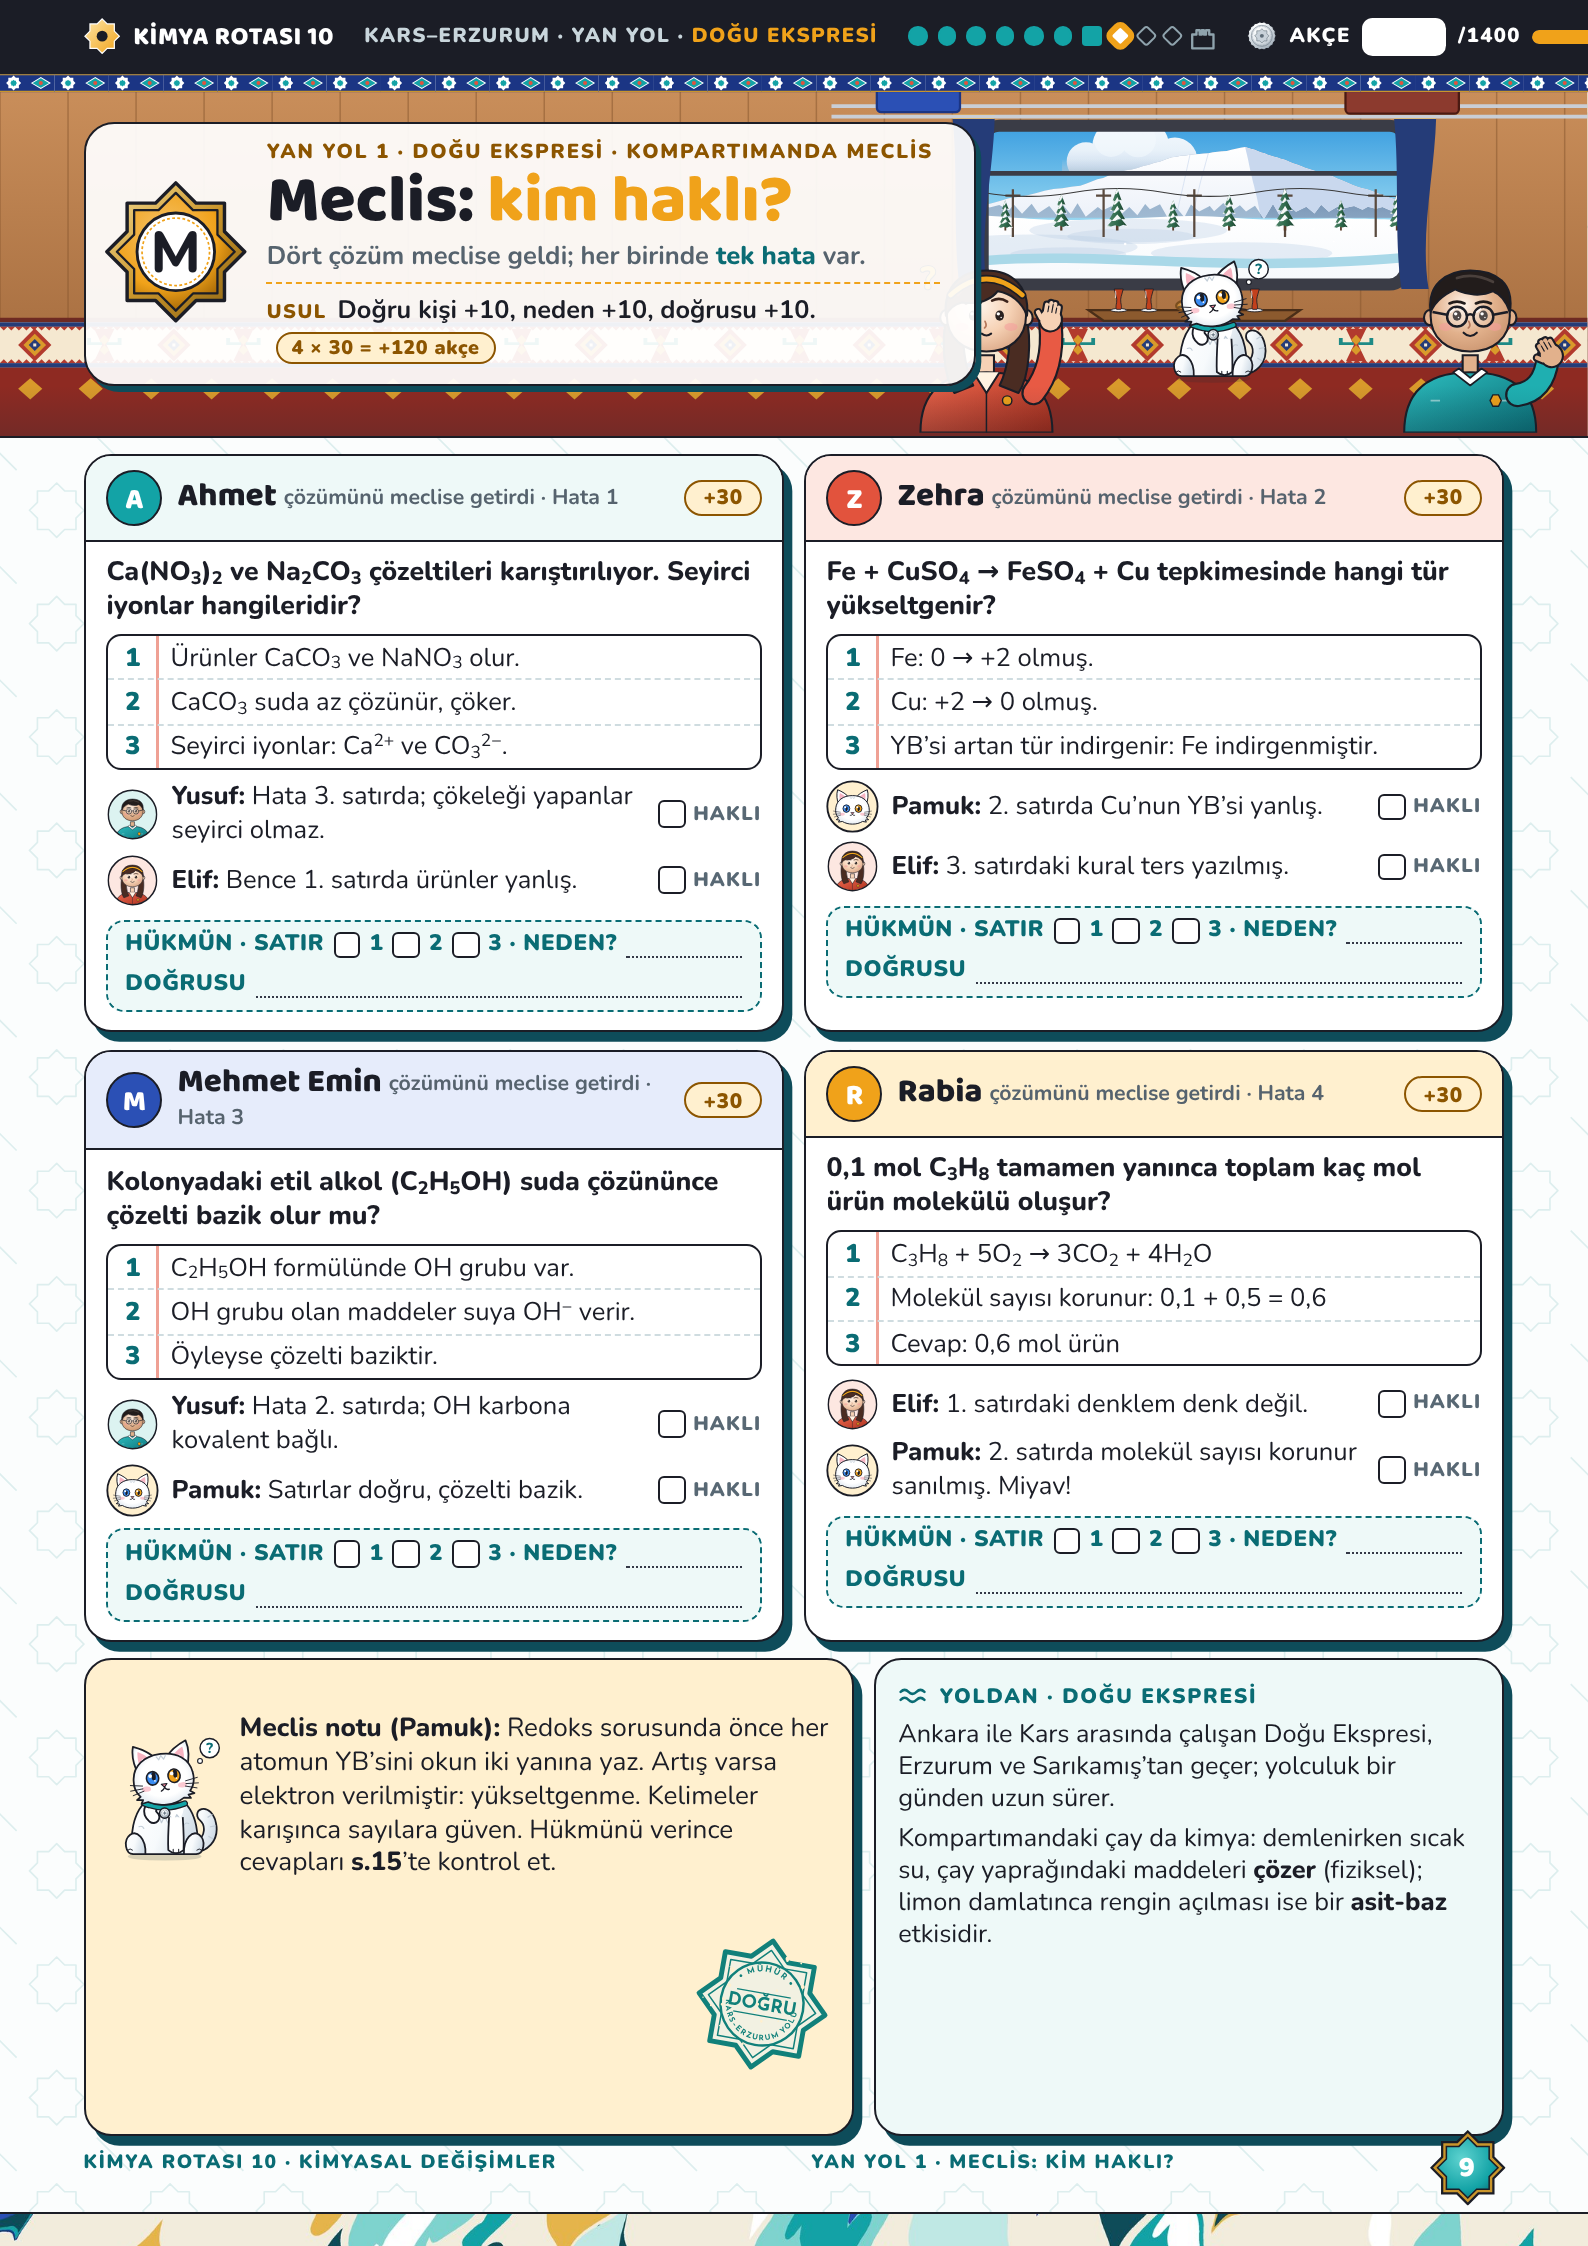 KİMYA ROTASI 10 KARS–ERZURUM · YAN YOL · DOĞU EKSPRESİ AKÇE /1400
YAN YOL 1 · DOĞU EKSPRESİ · KOMPARTIMANDA MECLİS
M
Meclis: kim haklı?
Dört çözüm meclise geldi; her birinde tek hata var.
USUL Doğru kişi +10, neden +10, doğrusu +10.
4 × 30 = +120 akçe
?
A Ahmet çözümünü meclise getirdi · Hata 1 +30
Ca(NO₃)₂ ve Na₂CO₃ çözeltileri karıştırılıyor. Seyirci
iyonlar hangileridir?
1 Ürünler CaCO₃ ve NaNO₃ olur.
2 CaCO₃ suda az çözünür, çöker.
3 Seyirci iyonlar: Ca²⁺ ve CO₃²⁻.
Yusuf: Hata 3. satırda; çökeleği yapanlar
seyirci olmaz.
HAKLI
Elif: Bence 1. satırda ürünler yanlış. HAKLI
HÜKMÜN · SATIR 1 2 3 · NEDEN?
DOĞRUSU
Z Zehra çözümünü meclise getirdi · Hata 2 +30
Fe + CuSO₄ → FeSO₄ + Cu tepkimesinde hangi tür
yükseltgenir?
1 Fe: 0 → +2 olmuş.
2 Cu: +2 → 0 olmuş.
3 YB’si artan tür indirgenir: Fe indirgenmiştir.
Pamuk: 2. satırda Cu’nun YB’si yanlış. HAKLI
Elif: 3. satırdaki kural ters yazılmış. HAKLI
HÜKMÜN · SATIR 1 2 3 · NEDEN?
DOĞRUSU
M Mehmet Emin çözümünü meclise getirdi ·
Hata 3
+30
Kolonyadaki etil alkol (C₂H₅OH) suda çözününce
çözelti bazik olur mu?
1 C₂H₅OH formülünde OH grubu var.
2 OH grubu olan maddeler suya OH⁻ verir.
3 Öyleyse çözelti baziktir.
Yusuf: Hata 2. satırda; OH karbona
kovalent bağlı.
HAKLI
Pamuk: Satırlar doğru, çözelti bazik. HAKLI
HÜKMÜN · SATIR 1 2 3 · NEDEN?
DOĞRUSU
R Rabia çözümünü meclise getirdi · Hata 4 +30
0,1 mol C₃H₈ tamamen yanınca toplam kaç mol
ürün molekülü oluşur?
1 C₃H₈ + 5O₂ → 3CO₂ + 4H₂O
2 Molekül sayısı korunur: 0,1 + 0,5 = 0,6
3 Cevap: 0,6 mol ürün
Elif: 1. satırdaki denklem denk değil. HAKLI
Pamuk: 2. satırda molekül sayısı korunur
sanılmış. Miyav!
HAKLI
HÜKMÜN · SATIR 1 2 3 · NEDEN?
DOĞRUSU
?
Meclis notu (Pamuk): Redoks sorusunda önce her
atomun YB’sini okun iki yanına yaz. Artış varsa
elektron verilmiştir: yükseltgenme. Kelimeler
karışınca sayılara güven. Hükmünü verince
cevapları s.15’te kontrol et.
• MÜHÜR •
DOĞRU
KARS–ERZURUM YOLU
YOLDAN · DOĞU EKSPRESİ
Ankara ile Kars arasında çalışan Doğu Ekspresi,
Erzurum ve Sarıkamış’tan geçer; yolculuk bir
günden uzun sürer.
Kompartımandaki çay da kimya: demlenirken sıcak
su, çay yaprağındaki maddeleri çözer (fiziksel);
limon damlatınca rengin açılması ise bir asit-baz
etkisidir.
KİMYA ROTASI 10 · KİMYASAL DEĞİŞİMLER YAN YOL 1 · MECLİS: KİM HAKLI? 9